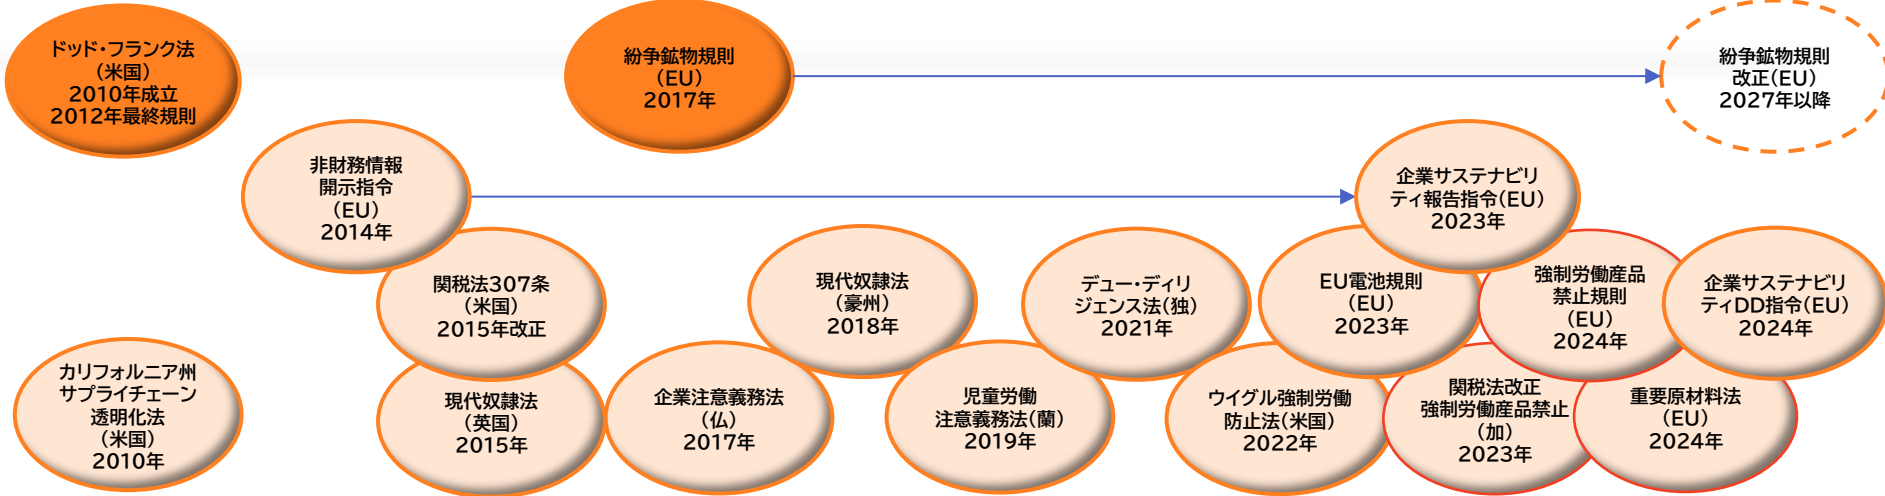 ドッド・フランク法
（米国）
2010年成立
2012年最終規則
紛争鉱物規則
（EU）
2017年
紛争鉱物規則
改正（EU）
2027年以降
非財務情報
開示指令
（EU）
2014年
企業サステナビリ
ティ報告指令（EU）
2023年
関税法307条
（米国）
2015年改正
現代奴隷法
（豪州）
2018年
デュー・ディリ
ジェンス法（独）
2021年
EU電池規則
（EU）
2023年
強制労働産品
禁止規則
（EU）
2024年
企業サステナビリ
ティDD指令（EU）
2024年
カリフォルニア州
サプライチェーン
透明化法
（米国）
2010年
現代奴隷法
（英国）
2015年
企業注意義務法
（仏）
2017年
児童労働
注意義務法（蘭）
2019年
ウイグル強制労働
防止法（米国）
2022年
関税法改正
強制労働産品禁止
（加）
2023年
重要原材料法
（EU）
2024年